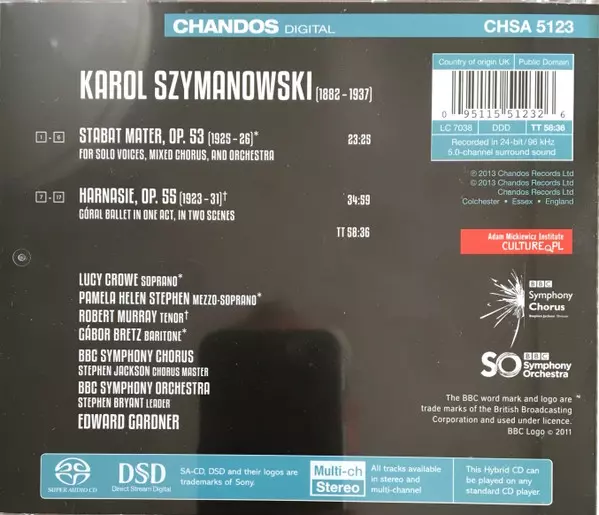 CHANDOS DIGITAL
CHSA 5123
KAROL SZYMANOWSKI (1882–1937)
1 - 6 STABAT MATER, OP. 53 (1925–26)* 23:25
FOR SOLO VOICES, MIXED CHORUS, AND ORCHESTRA
7 - 17 HARNASIE, OP. 55 (1923–31)† 34:59
GÓRAL BALLET IN ONE ACT, IN TWO SCENES
TT 58:36
LUCY CROWE SOPRANO*
PAMELA HELEN STEPHEN MEZZO-SOPRANO*
ROBERT MURRAY TENOR†
GÁBOR BRETZ BARITONE*
BBC SYMPHONY CHORUS
STEPHEN JACKSON CHORUS MASTER
BBC SYMPHONY ORCHESTRA
STEPHEN BRYANT LEADER
EDWARD GARDNER
Country of origin UK Public Domain
0 95115 51232 6
LC 7038 DDD TT 58:36
Recorded in 24-bit/96 kHz
5.0-channel surround sound
℗ 2013 Chandos Records Ltd
© 2013 Chandos Records Ltd
Chandos Records Ltd
Colchester • Essex • England
Adam Mickiewicz Institute
CULTURE.PL
BBC
Symphony
Chorus
SO BBC
Symphony
Orchestra
The BBC word mark and logo are
trade marks of the British Broadcasting
Corporation and used under licence.
BBC Logo © 2011
SUPER AUDIO CD
DSD
Direct Stream Digital
SA-CD, DSD and their logos are
trademarks of Sony.
Multi-ch
Stereo
All tracks available
in stereo and
multi-channel
This Hybrid CD can
be played on any
standard CD player.